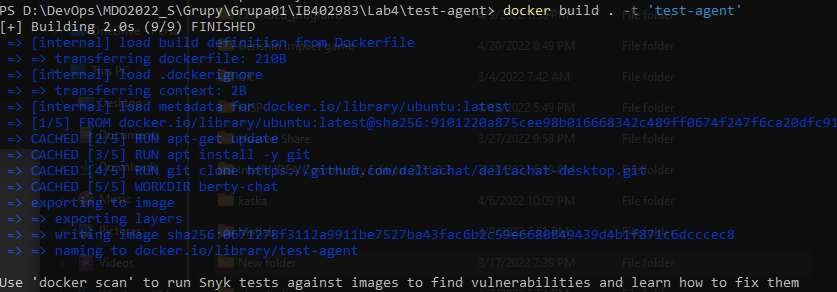 PS D:\DevOps\MDO2022_S\Grupy\Grupa01\JB402983\Lab4\test-agent> docker build . -t 'test-agent'
[+] Building 2.0s (9/9) FINISHED
=> [internal] load build definition from Dockerfile
=> => transferring dockerfile: 210B
=> [internal] load .dockerignore
=> => transferring context: 2B
=> [internal] load metadata for docker.io/library/ubuntu:latest
=> [1/5] FROM docker.io/library/ubuntu:latest@sha256:9101220a875cee98b016668342c489ff0674f247f6ca20dfc91
=> CACHED [2/5] RUN apt-get update
=> CACHED [3/5] RUN apt install -y git
=> CACHED [4/5] RUN git clone https://github.com/deltachat/deltachat-desktop.git
=> CACHED [5/5] WORKDIR berty-chat
=> exporting to image
=> => exporting layers
=> => writing image sha256:0671278f3112a9911be7527ba43fac6b2c59e6680849439d4b1f871c6dcccec8
=> => naming to docker.io/library/test-agent
Use 'docker scan' to run Snyk tests against images to find vulnerabilities and learn how to fix them
4/20/2022 8:49 PM File folder
3/4/2022 7:42 AM File folder
File folder
3/27/2022 9:58 PM File folder
File folder
kaska 4/6/2022 10:09 PM File folder
File folder
Videos New folder 3/17/2022 7:39 PM File folder